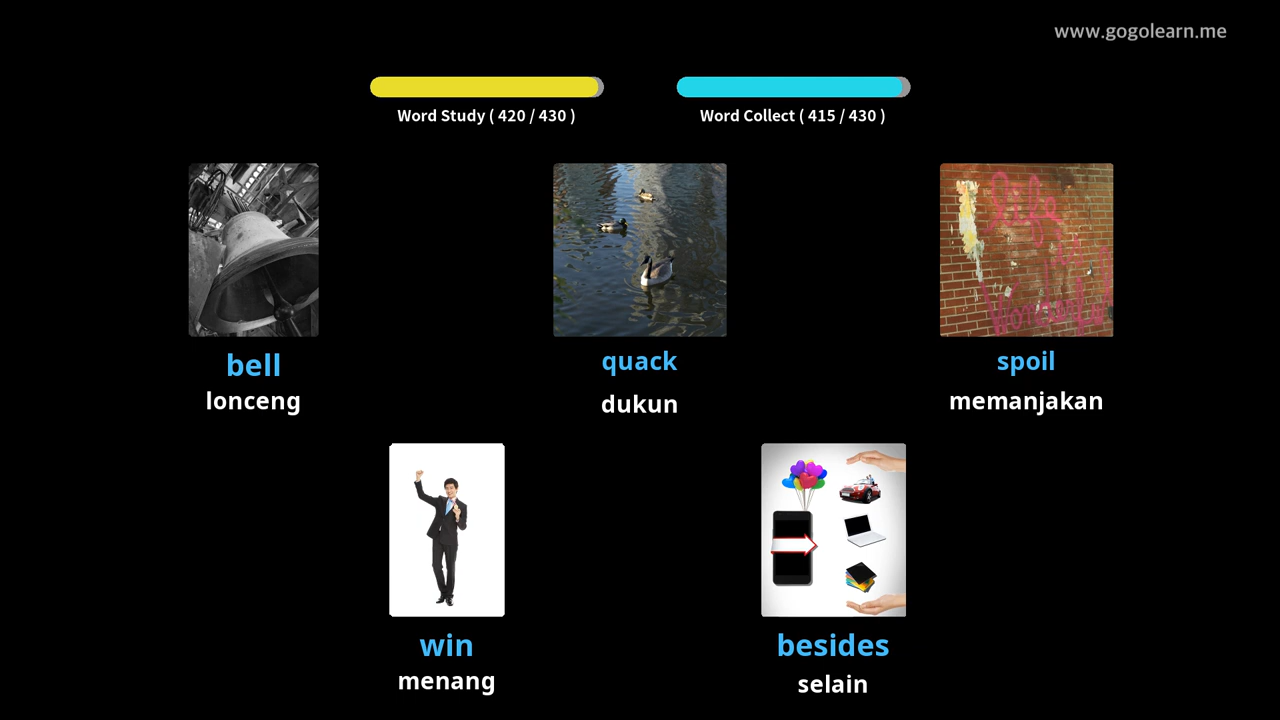 www.gogolearn.me
Word Study ( 420 / 430 )
Word Collect ( 415 / 430 )
bell
lonceng
quack
dukun
spoil
memanjakan
win
menang
besides
selain